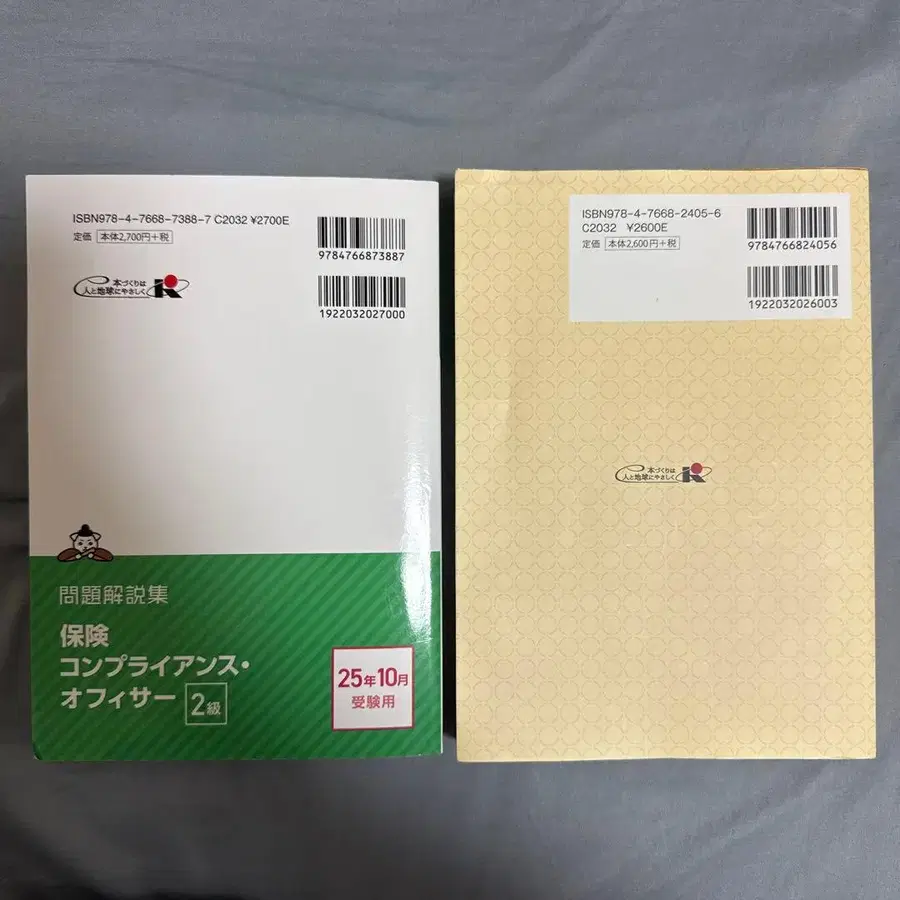 ISBN978-4-7668-7388-7 C2032 ¥2700E
定価 本体2,700円+税
9784766873887
1922032027000
本づくりは
人と地球にやさしく
問題解説集
保険
コンプライアンス・
オフィサー 2級
25年10月
受験用
ISBN978-4-7668-2405-6
C2032 ¥2600E
定価 本体2,600円+税
9784766824056
1922032026003
本づくりは
人と地球にやさしく